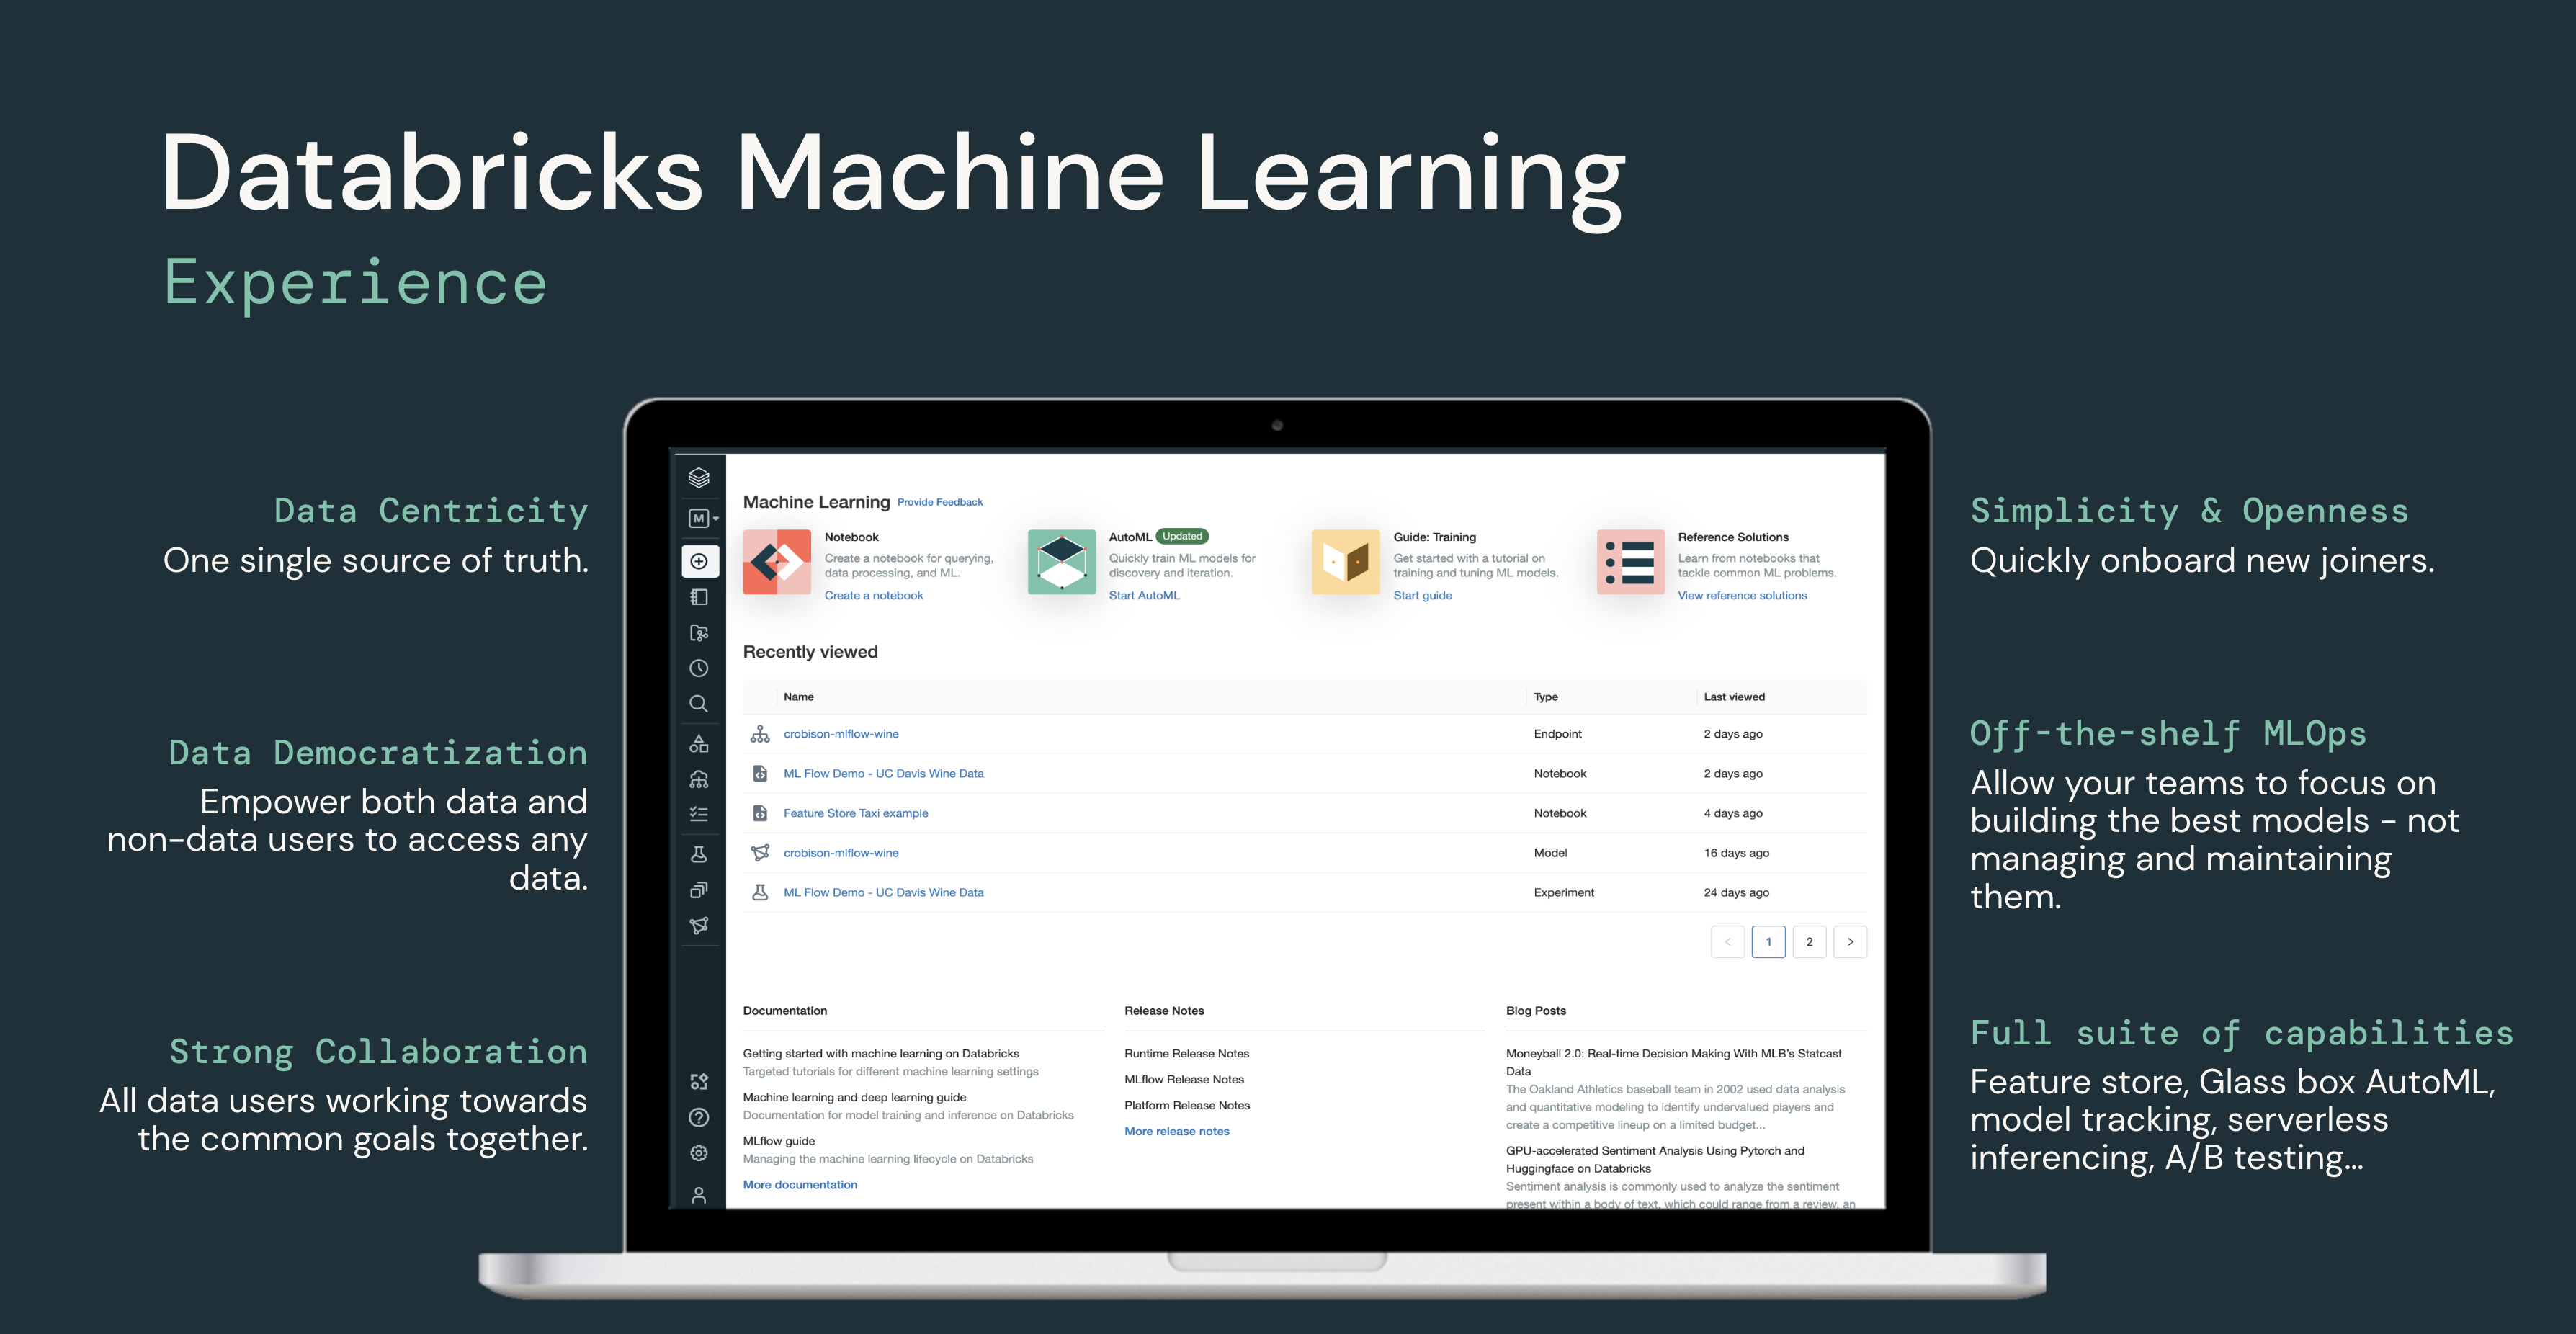 Databricks Machine Learning
Experience
Data Centricity
One single source of truth.
Data Democratization
Empower both data and
non-data users to access any
data.
Strong Collaboration
All data users working towards
the common goals together.
M
Machine Learning Provide Feedback
Notebook
Create a notebook for querying,
data processing, and ML.
Create a notebook
AutoML Updated
Quickly train ML models for
discovery and iteration.
Start AutoML
Guide: Training
Get started with a tutorial on
training and tuning ML models.
Start guide
Reference Solutions
Learn from notebooks that
tackle common ML problems.
View reference solutions
Recently viewed
Name Type Last viewed
crobison-mlflow-wine Endpoint 2 days ago
ML Flow Demo - UC Davis Wine Data Notebook 2 days ago
Feature Store Taxi example Notebook 4 days ago
crobison-mlflow-wine Model 16 days ago
ML Flow Demo - UC Davis Wine Data Experiment 24 days ago
< 1 2 >
Documentation
Getting started with machine learning on Databricks
Targeted tutorials for different machine learning settings
Machine learning and deep learning guide
Documentation for model training and inference on Databricks
MLflow guide
Managing the machine learning lifecycle on Databricks
More documentation
Release Notes
Runtime Release Notes
MLflow Release Notes
Platform Release Notes
More release notes
Blog Posts
Moneyball 2.0: Real-time Decision Making With MLB's Statcast
Data
The Oakland Athletics baseball team in 2002 used data analysis
and quantitative modeling to identify undervalued players and
create a competitive lineup on a limited budget...
GPU-accelerated Sentiment Analysis Using Pytorch and
Huggingface on Databricks
Sentiment analysis is commonly used to analyze the sentiment
present within a body of text, which could range from a review, an
Simplicity & Openness
Quickly onboard new joiners.
Off-the-shelf MLOps
Allow your teams to focus on
building the best models - not
managing and maintaining
them.
Full suite of capabilities
Feature store, Glass box AutoML,
model tracking, serverless
inferencing, A/B testing…